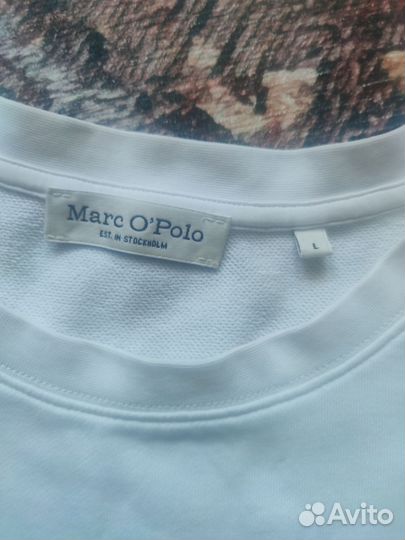 Marc O'Polo
EST. IN STOCKHOLM
L
Avito